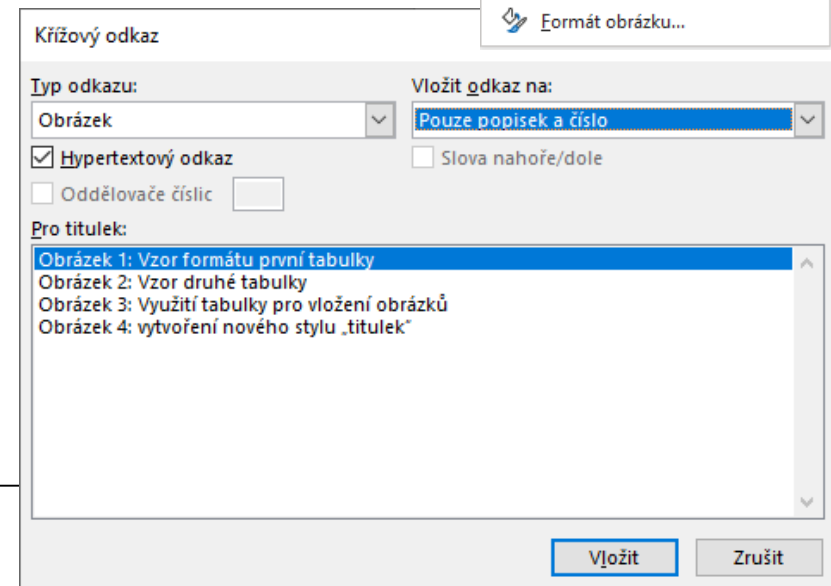 Formát obrázku...
Křížový odkaz
Typ odkazu:
Vložit odkaz na:
Obrázek
Pouze popisek a číslo
Hypertextový odkaz
Slova nahoře/dole
Oddělovače číslic
Pro titulek:
Obrázek 1: Vzor formátu první tabulky
Obrázek 2: Vzor druhé tabulky
Obrázek 3: Využití tabulky pro vložení obrázků
Obrázek 4: vytvoření nového stylu „titulek“
Vložit
Zrušit